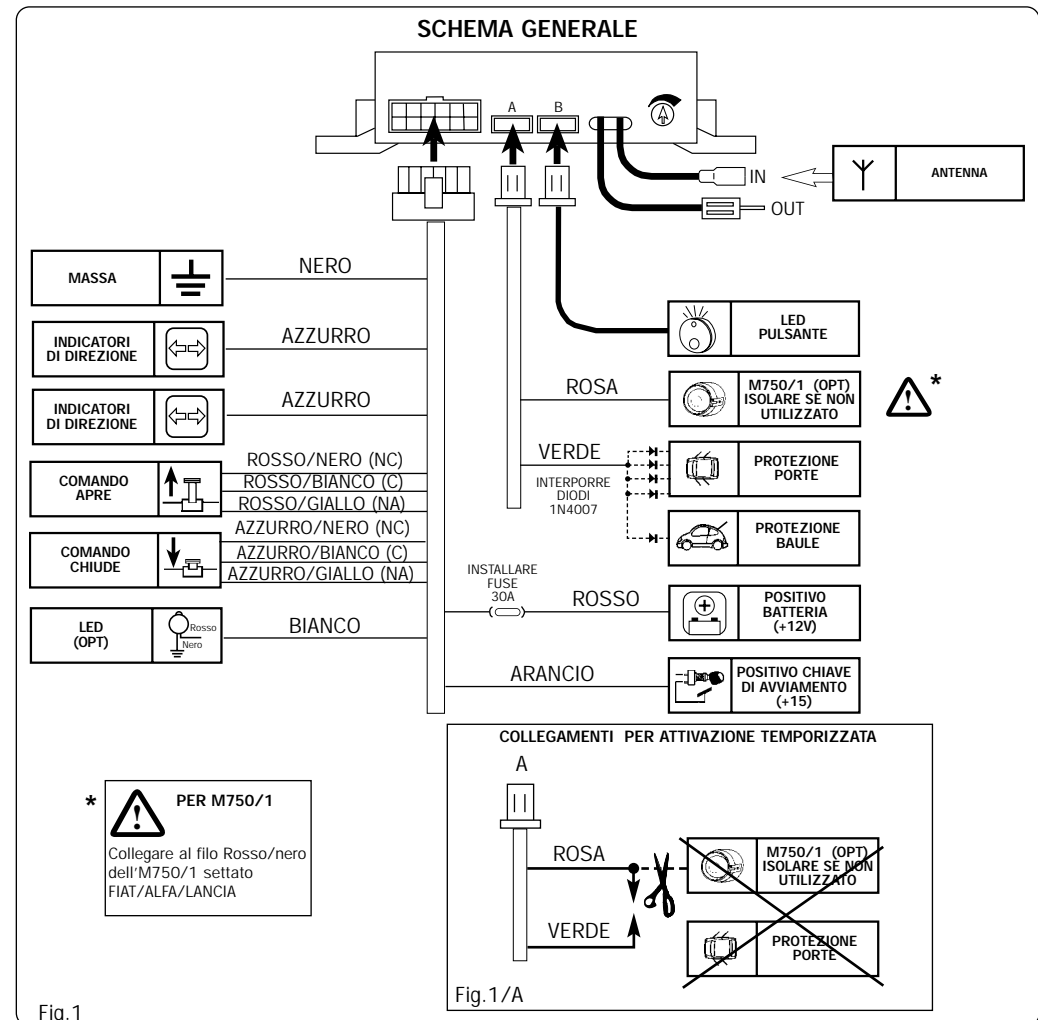 SCHEMA GENERALE
A
B
IN
OUT
ANTENNA
MASSA
NERO
INDICATORI
DI DIREZIONE
AZZURRO
INDICATORI
DI DIREZIONE
AZZURRO
COMANDO
APRE
ROSSO/NERO (NC)
ROSSO/BIANCO (C)
ROSSO/GIALLO (NA)
COMANDO
CHIUDE
AZZURRO/NERO (NC)
AZZURRO/BIANCO (C)
AZZURRO/GIALLO (NA)
LED
(OPT)
Rosso
Nero
BIANCO
LED
PULSANTE
ROSA
M750/1 (OPT)
ISOLARE SE NON
UTILIZZATO
*
!
VERDE
INTERPORRE
DIODI
1N4007
PROTEZIONE
PORTE
PROTEZIONE
BAULE
INSTALLARE
FUSE
30A
ROSSO
POSITIVO
BATTERIA
(+12V)
ARANCIO
POSITIVO CHIAVE
DI AVVIAMENTO
(+15)
*
!
PER M750/1
Collegare al filo Rosso/nero
dell'M750/1 settato
FIAT/ALFA/LANCIA
COLLEGAMENTI PER ATTIVAZIONE TEMPORIZZATA
A
ROSA
M750/1 (OPT)
ISOLARE SE NON
UTILIZZATO
VERDE
PROTEZIONE
PORTE
Fig.1/A
Fig.1